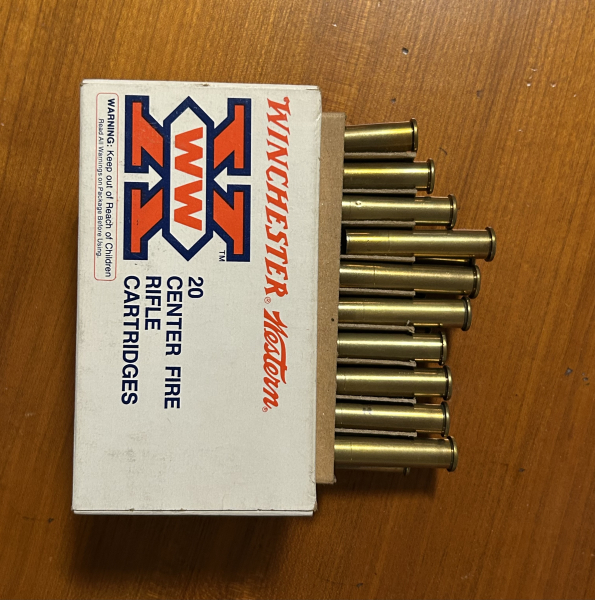 WINCHESTER® Western®
X
WW
TM
20
CENTER FIRE
RIFLE
CARTRIDGES
WARNING: Keep out of Reach of Children
Read All Warnings on Package Before Using.